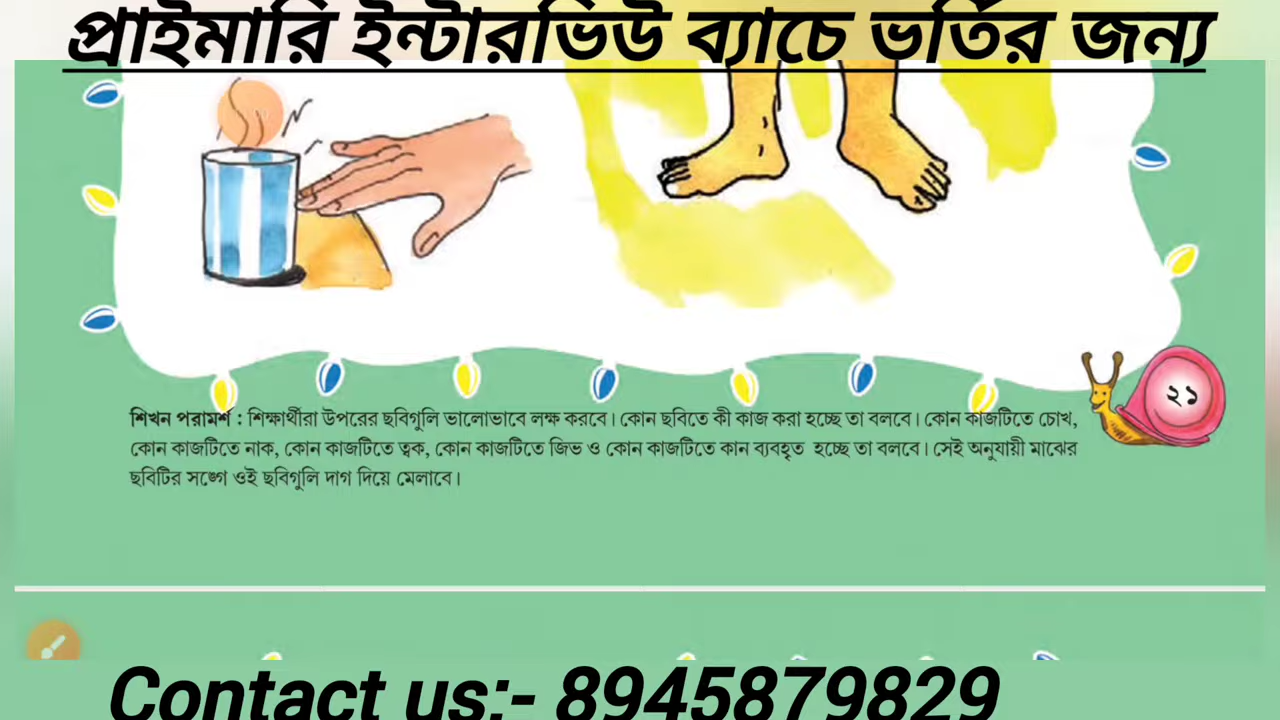 প্রাইমারি ইন্টারভিউ ব্যাচে ভর্তির জন্য
২১
শিখন পরামর্শ : শিক্ষার্থীরা উপরের ছবিগুলি ভালোভাবে লক্ষ করবে। কোন ছবিতে কী কাজ করা হচ্ছে তা বলবে। কোন কাজটিতে চোখ,
কোন কাজটিতে নাক, কোন কাজটিতে ত্বক, কোন কাজটিতে জিভ ও কোন কাজটিতে কান ব্যবহৃত হচ্ছে তা বলবে। সেই অনুযায়ী মাঝের
ছবিটির সঙ্গে ওই ছবিগুলি দাগ দিয়ে মেলাবে।
Contact us:- 8945879829